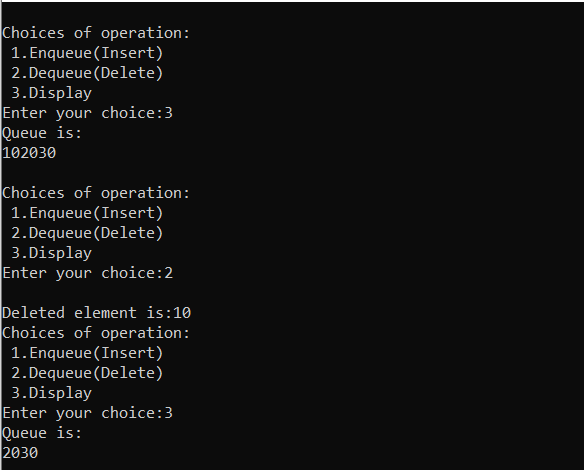 Choices of operation:
 1.Enqueue(Insert)
 2.Dequeue(Delete)
 3.Display
Enter your choice:3
Queue is:
102030

Choices of operation:
 1.Enqueue(Insert)
 2.Dequeue(Delete)
 3.Display
Enter your choice:2

Deleted element is:10
Choices of operation:
 1.Enqueue(Insert)
 2.Dequeue(Delete)
 3.Display
Enter your choice:3
Queue is:
2030